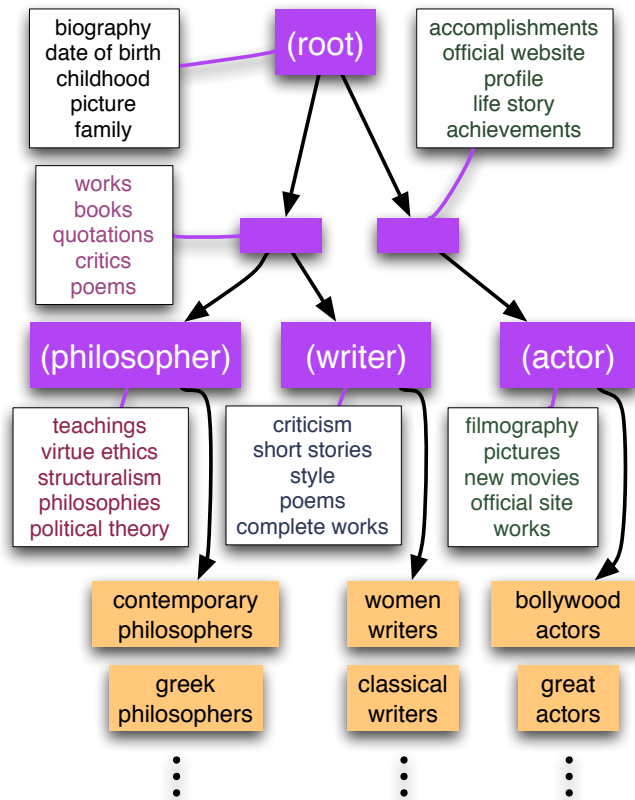 biography
date of birth
childhood
picture
family
(root)
accomplishments
official website
profile
life story
achievements
works
books
quotations
critics
poems
(philosopher)
(writer)
(actor)
teachings
virtue ethics
structuralism
philosophies
political theory
criticism
short stories
style
poems
complete works
filmography
pictures
new movies
official site
works
contemporary
philosophers
women
writers
bollywood
actors
greek
philosophers
classical
writers
great
actors